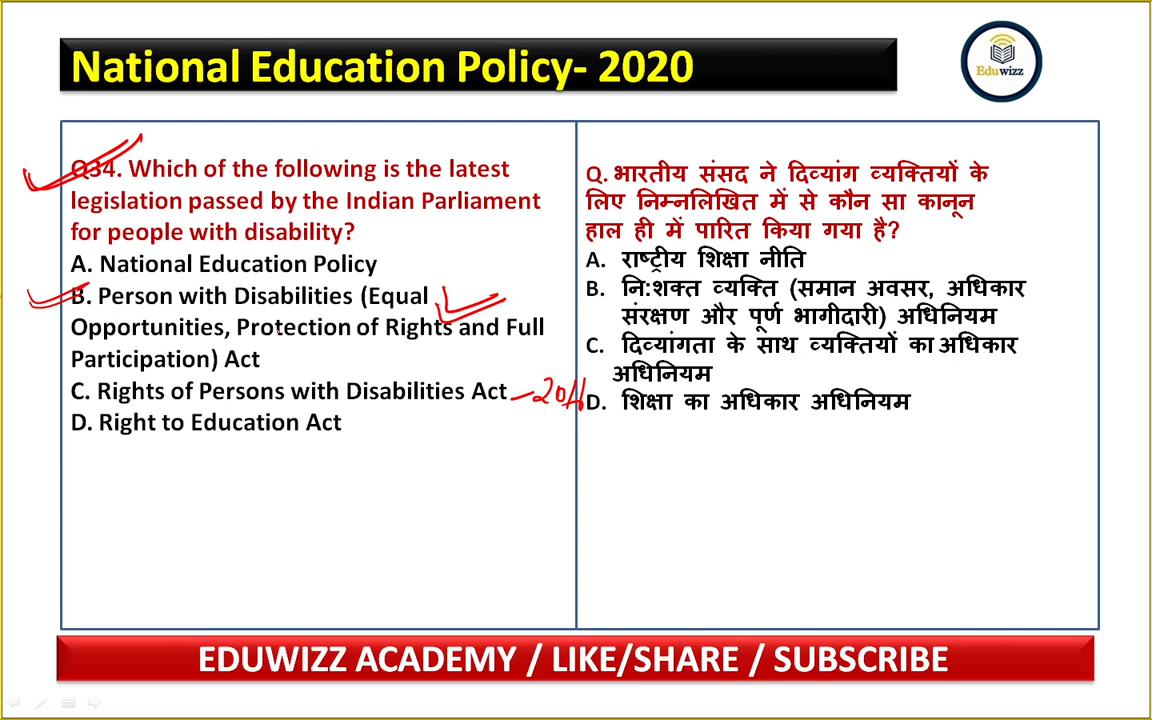 National Education Policy- 2020
Eduwizz
Q34. Which of the following is the latest
legislation passed by the Indian Parliament
for people with disability?
A. National Education Policy
B. Person with Disabilities (Equal
Opportunities, Protection of Rights and Full
Participation) Act
C. Rights of Persons with Disabilities Act
D. Right to Education Act
Q. भारतीय संसद ने दिव्यांग व्यक्तियों के
लिए निम्नलिखित में से कौन सा कानून
हाल ही में पारित किया गया है?
A. राष्ट्रीय शिक्षा नीति
B. नि:शक्त व्यक्ति (समान अवसर, अधिकार
संरक्षण और पूर्ण भागीदारी) अधिनियम
C. दिव्यांगता के साथ व्यक्तियों का अधिकार
अधिनियम
D. शिक्षा का अधिकार अधिनियम
EDUWIZZ ACADEMY / LIKE/SHARE / SUBSCRIBE